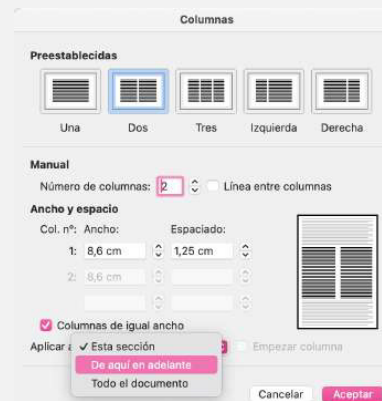 Columnas
Preestablecidas
Una Dos Tres Izquierda Derecha
Manual
Número de columnas: 2 Línea entre columnas
Ancho y espacio
Col. nº: Ancho: Espaciado:
1: 8,6 cm 1,25 cm
2: 8,6 cm
Columnas de igual ancho
Aplicar a ✓ Esta sección Empezar columna
De aquí en adelante
Todo el documento
Cancelar Aceptar